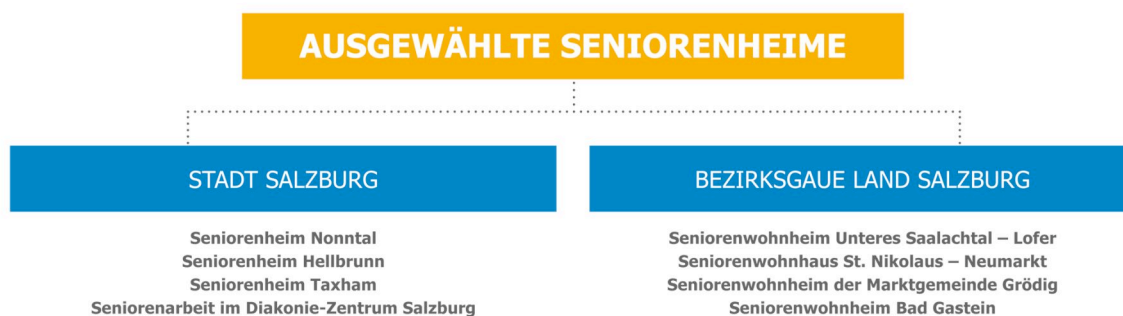 AUSGEWÄHLTE SENIORENHEIME
STADT SALZBURG
Seniorenheim Nonntal
Seniorenheim Hellbrunn
Seniorenheim Taxham
Seniorenarbeit im Diakonie-Zentrum Salzburg
BEZIRKSGAUE LAND SALZBURG
Seniorenwohnheim Unteres Saalachtal – Lofer
Seniorenwohnhaus St. Nikolaus – Neumarkt
Seniorenwohnheim der Marktgemeinde Grödig
Seniorenwohnheim Bad Gastein